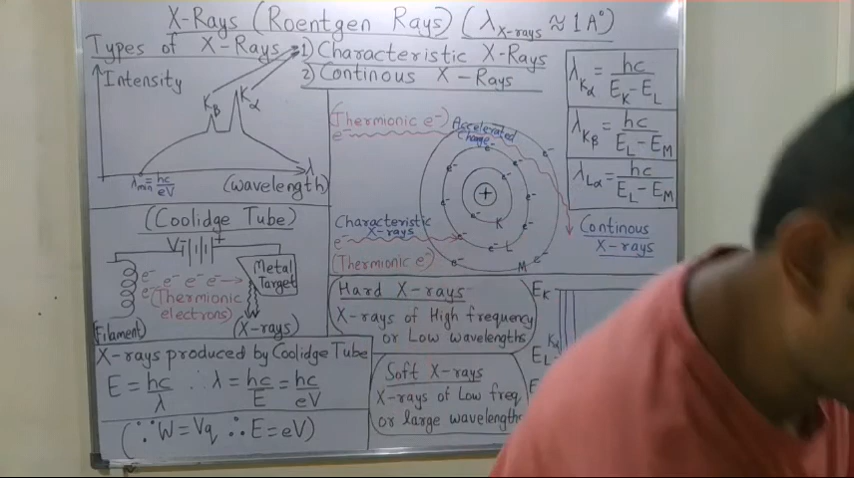 X-Rays (Roentgen Rays) (λX-rays ≈ 1A°)
Types of X-Rays
1) Characteristic X-Rays
2) Continous X-Rays
Intensity
Kβ Kα
λ
λmin = hc/eV
(wavelength)
(Thermionic e⁻)
e⁻
Accelerated
Charge
e⁻
e⁻
e⁻
e⁻
e⁻
e⁻
e⁻
e⁻
+
K
L
M
Characteristic
X-rays
e⁻
(Thermionic e⁻)
Continous
X-rays
λKα = hc/(EK - EL)
λKβ = hc/(EL - EM)
λLα = hc/(EL - EM)
(Coolidge Tube)
V +
e⁻ e⁻ e⁻ e⁻
e⁻
(Thermionic
electrons)
Metal
Target
(Filament)
(X-rays)
Hard X-rays
X-rays of High frequency
or Low wavelengths
EK
Kα
EL
E
Soft X-rays
X-rays of Low freq
or large wavelengths
X-rays produced by Coolidge Tube
E = hc/λ ∴ λ = hc/E = hc/eV
(∵ W = Vq ∴ E = eV)